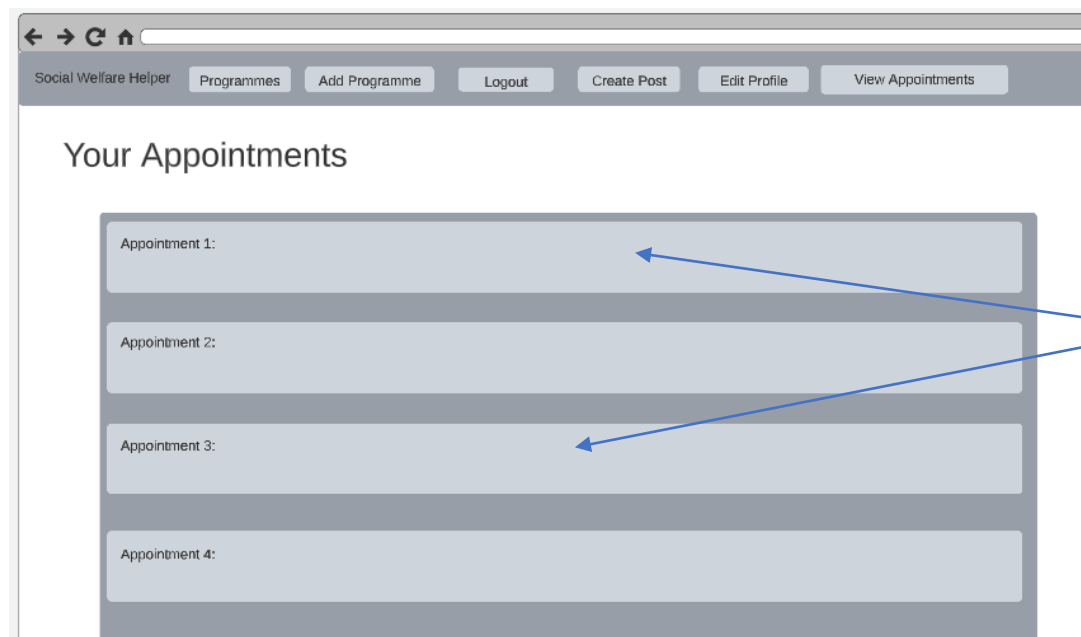 Social Welfare Helper Programmes Add Programme Logout Create Post Edit Profile View Appointments
Your Appointments
Appointment 1:
Appointment 2:
Appointment 3:
Appointment 4: